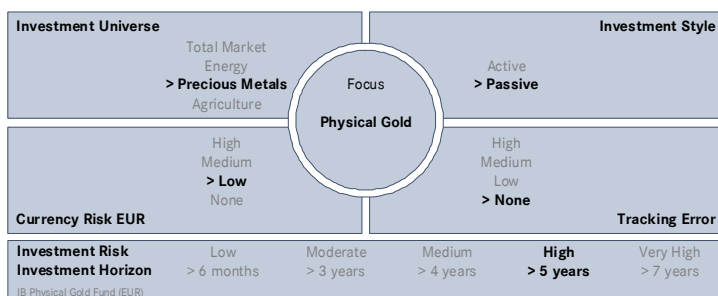 Investment Universe
Total Market
Energy
> Precious Metals
Agriculture
Investment Style
Active
> Passive
Focus
Physical Gold
High
Medium
> Low
None
Currency Risk EUR
High
Medium
Low
> None
Tracking Error
Investment Risk Low Moderate Medium High Very High
Investment Horizon > 6 months > 3 years > 4 years > 5 years > 7 years
JB Physical Gold Fund (EUR)